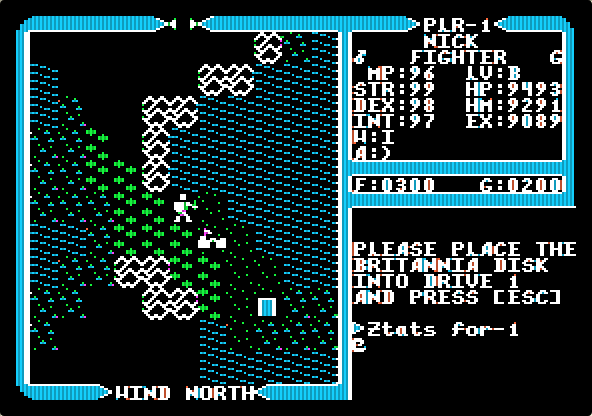 PLR-1
NICK
♂ FIGHTER G
MP:96 LV:B
STR:99 HP:9493
DEX:98 HM:9291
INT:97 EX:9089
W:I
A:)
F:0300 G:0200
PLEASE PLACE THE
BRITANNIA DISK
INTO DRIVE 1
AND PRESS [ESC]
Ztats for-1
WIND NORTH